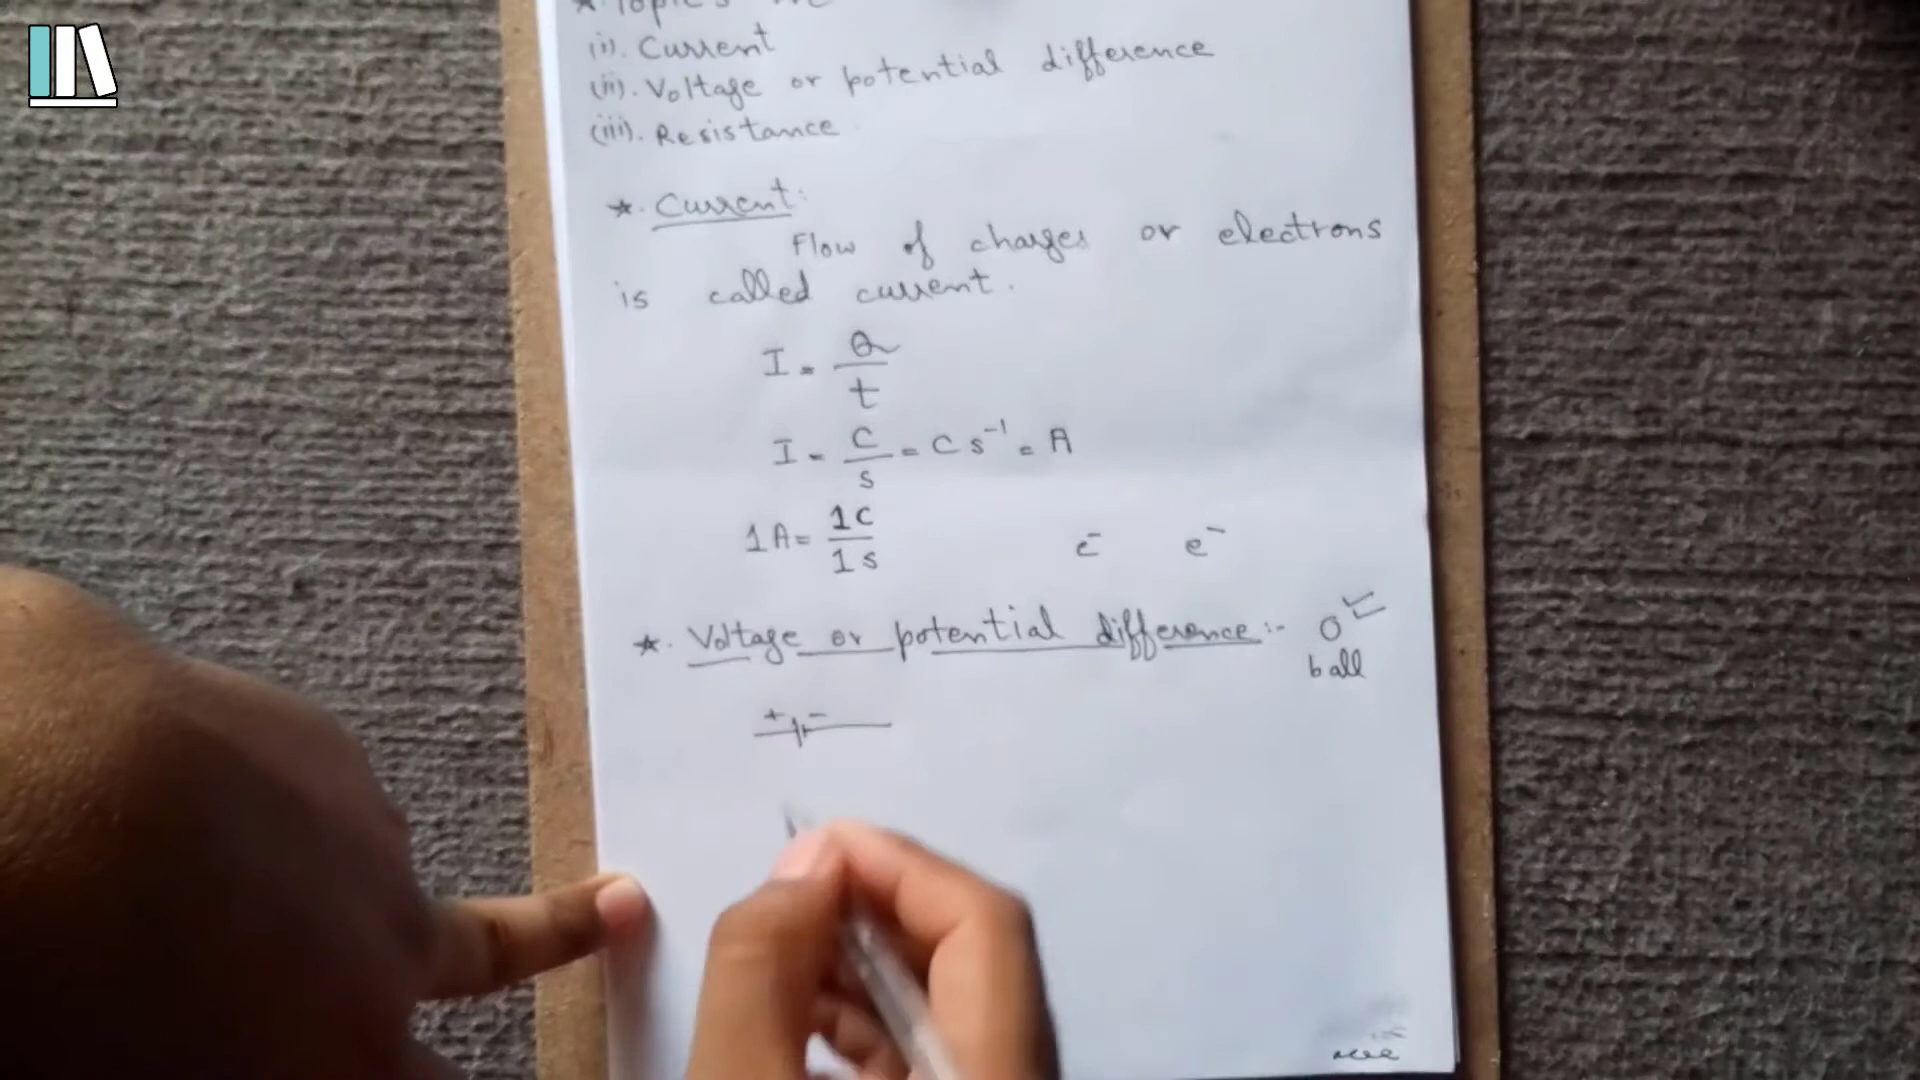 * Topics
(i). Current
(ii). Voltage or potential difference
(iii). Resistance
*. Current:
Flow of charges or electrons
is called current.
I = Q/t
I = C/s = C s⁻¹ = A
1A = 1C/1s
e⁻ e⁻
*. Voltage or potential difference:- O
ball
+ -